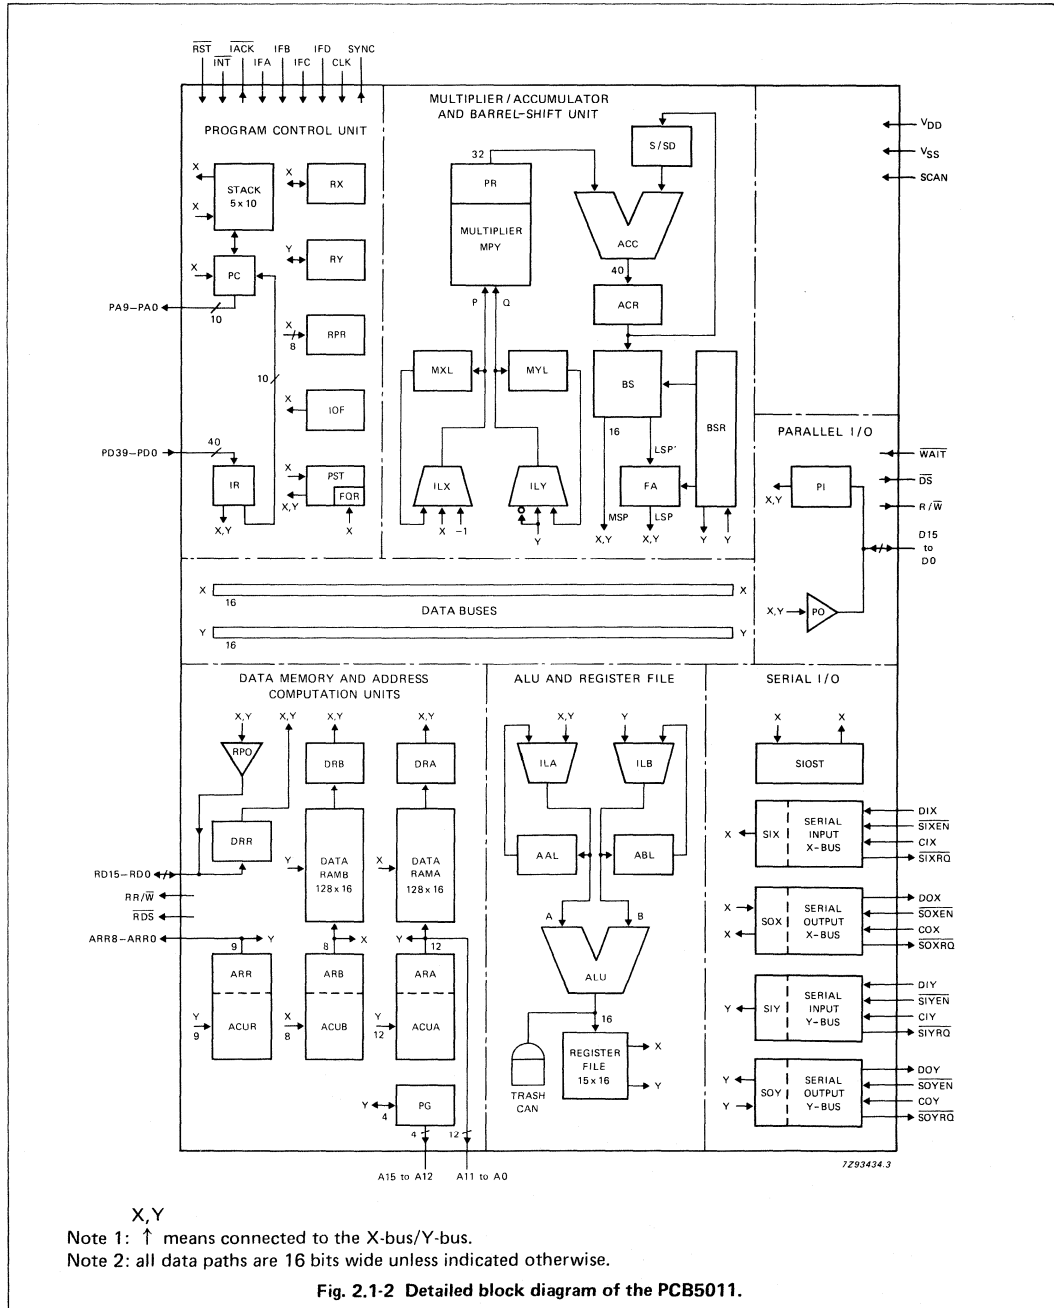 RST INT IACK IFA IFB IFC IFD CLK SYNC
PROGRAM CONTROL UNIT
X
STACK
5 x 10
X
X
RX
Y
RY
X
PC
PA9–PA0
10
X
8
RPR
10
X
IOF
PD39–PD0
40
IR
X,Y
X
X,Y
PST
FQR
X
MULTIPLIER/ACCUMULATOR
AND BARREL-SHIFT UNIT
32
PR
MULTIPLIER
MPY
S/SD
ACC
40
ACR
P
Q
MXL
MYL
BS
BSR
16
LSP'
ILX
ILY
FA
X
–1
Y
MSP
LSP
X,Y
X,Y
Y
Y
VDD
VSS
SCAN
PARALLEL I/O
WAIT
X,Y
PI
DS
R/W
D15
to
D0
X,Y
PO
X
16
X
DATA BUSES
Y
16
Y
DATA MEMORY AND ADDRESS
COMPUTATION UNITS
X,Y
X,Y
X,Y
X,Y
RPO
DRB
DRA
DRR
Y
DATA
RAMB
128 x 16
X
DATA
RAMA
128 x 16
RD15–RD0
RR/W
RDS
ARR8–ARR0
9
Y
8
X
Y
12
ARR
ACUR
ARB
ACUB
ARA
ACUA
Y
9
X
8
Y
12
Y
4
PG
4
12
A15 to A12
A11 to A0
ALU AND REGISTER FILE
X,Y
Y
ILA
ILB
AAL
ABL
A
B
ALU
16
REGISTER
FILE
15 x 16
X
Y
TRASH
CAN
SERIAL I/O
X
X
SIOST
X
SIX
SERIAL
INPUT
X–BUS
DIX
SIXEN
CIX
SIXRQ
X
X
SOX
SERIAL
OUTPUT
X–BUS
DOX
SOXEN
COX
SOXRQ
Y
SIY
SERIAL
INPUT
Y–BUS
DIY
SIYEN
CIY
SIYRQ
Y
Y
SOY
SERIAL
OUTPUT
Y–BUS
DOY
SOYEN
COY
SOYRQ
7Z93434.3
X,Y
Note 1: ↑ means connected to the X-bus/Y-bus.
Note 2: all data paths are 16 bits wide unless indicated otherwise.
Fig. 2.1-2 Detailed block diagram of the PCB5011.